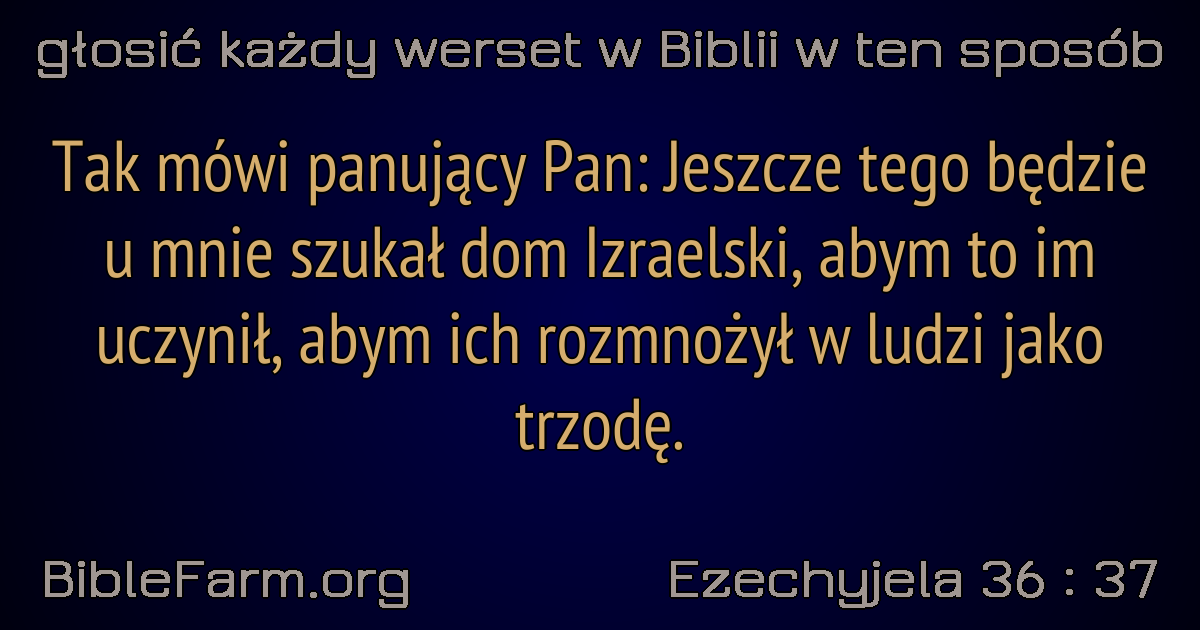 głosić każdy werset w Biblii w ten sposób
Tak mówi panujący Pan: Jeszcze tego będzie
u mnie szukał dom Izraelski, abym to im
uczynił, abym ich rozmnożył w ludzi jako
trzodę.
BibleFarm.org
Ezechyjela 36 : 37